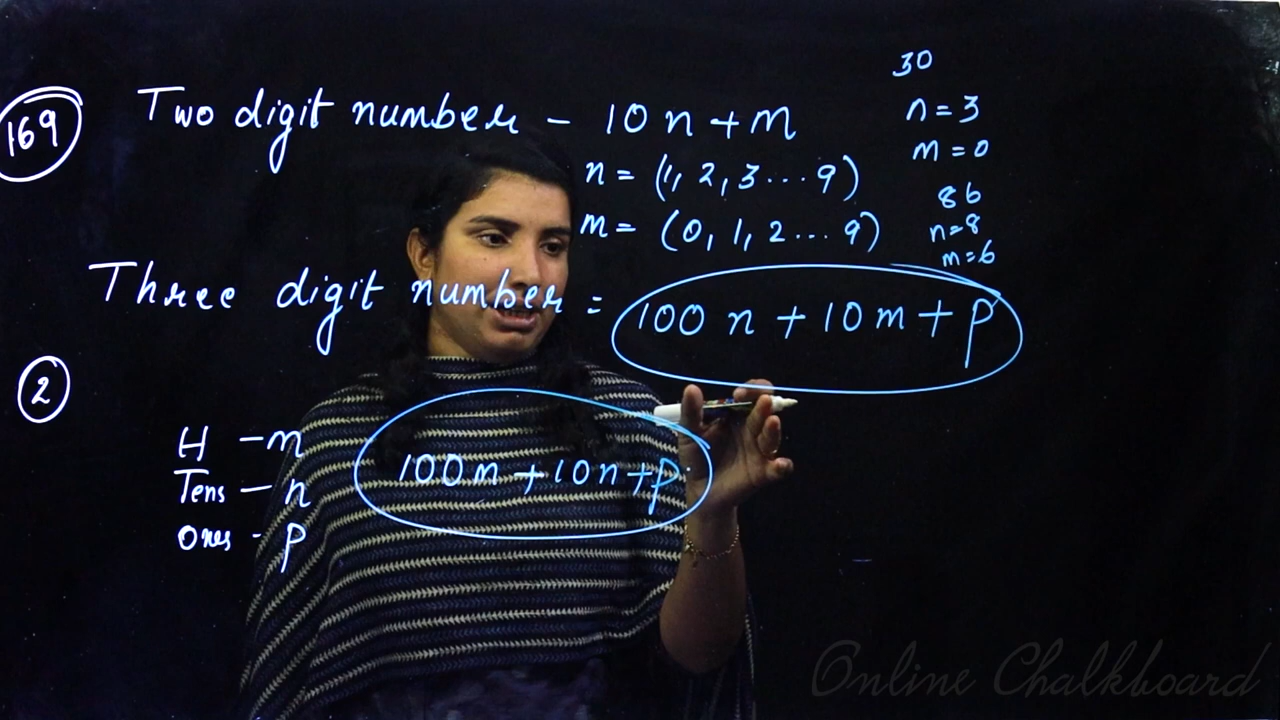 169
Two digit number - 10n+m
n = (1, 2, 3... 9)
m = (0, 1, 2... 9)
30
n = 3
m = 0
86
n=8
m=6
Three digit number = 100n + 10m + p
2
H - m
Tens - n
Ones - p
100m + 10n + p
Online Chalkboard